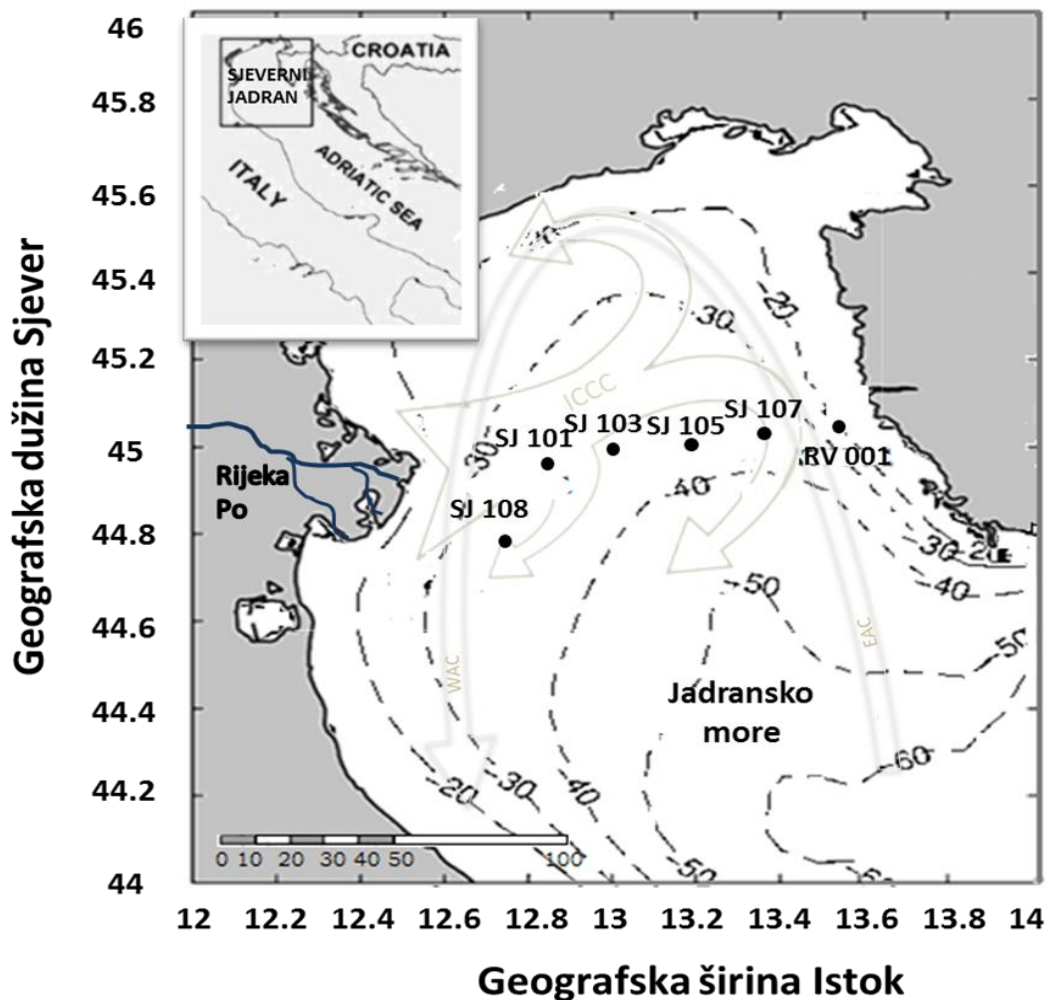 46
45.8
45.6
45.4
45.2
45
44.8
44.6
44.4
44.2
44
Geografska dužina Sjever
CROATIA
SJEVERNI
JADRAN
ADRIATIC SEA
ITALY
20
30
ICCC
SJ 107
SJ 103
SJ 105
SJ 101
RV 001
30
Rijeka
Po
40
SJ 108
30
20
40
50
50
EAC
WAC
Jadransko
more
60
20
30
40
50
0 10 20 30 40 50 100
12 12.2 12.4 12.6 12.8 13 13.2 13.4 13.6 13.8 14
Geografska širina Istok